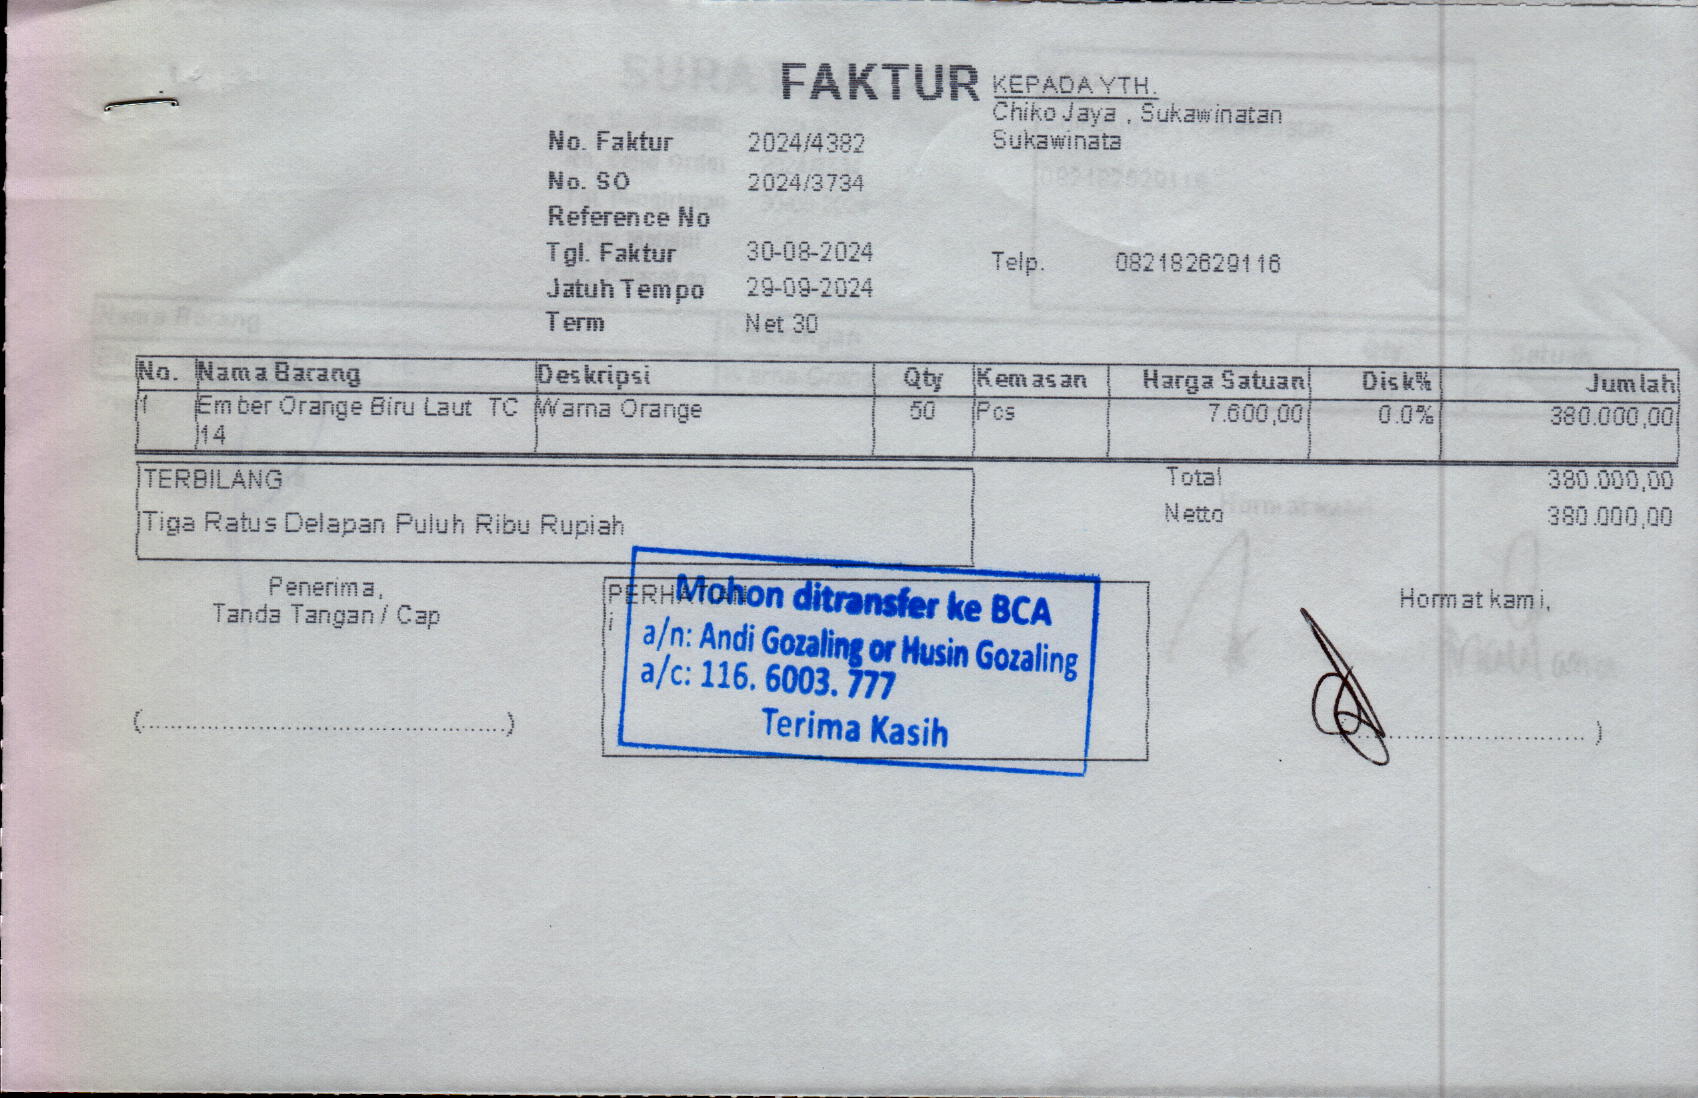 FAKTUR
KEPADA YTH.
Chiko Jaya , Sukawinatan
Sukawinata
No. Faktur 2024/4382
No. SO 2024/3734
Reference No
Tgl. Faktur 30-08-2024
Telp. 082182629116
Jatuh Tempo 29-09-2024
Term Net 30
No. Nama Barang Deskripsi Qty Kemasan Harga Satuan Disk% Jumlah
1 Ember Orange Biru Laut TC Warna Orange 50 Pcs 7.600,00 0.0% 380.000,00
14
TERBILANG
Tiga Ratus Delapan Puluh Ribu Rupiah
Total 380.000,00
Netto 380.000,00
Penerima,
Tanda Tangan / Cap
(..............................................)
PERHATIAN
Mohon ditransfer ke BCA
a/n: Andi Gozaling or Husin Gozaling
a/c: 116. 6003. 777
Terima Kasih
Hormat kami,